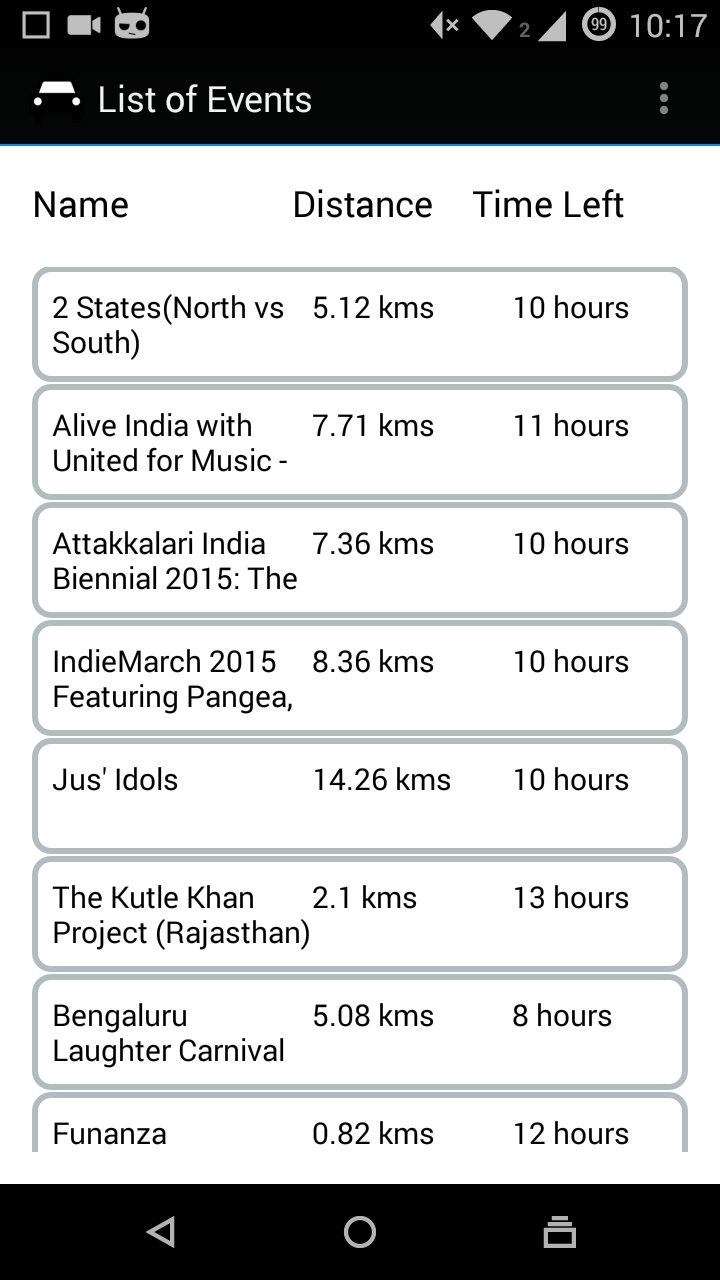 2 99 10:17
List of Events
Name Distance Time Left
2 States(North vs 5.12 kms 10 hours
South)
Alive India with 7.71 kms 11 hours
United for Music -
Attakkalari India 7.36 kms 10 hours
Biennial 2015: The
IndieMarch 2015 8.36 kms 10 hours
Featuring Pangea,
Jus' Idols 14.26 kms 10 hours
The Kutle Khan 2.1 kms 13 hours
Project (Rajasthan)
Bengaluru 5.08 kms 8 hours
Laughter Carnival
Funanza 0.82 kms 12 hours